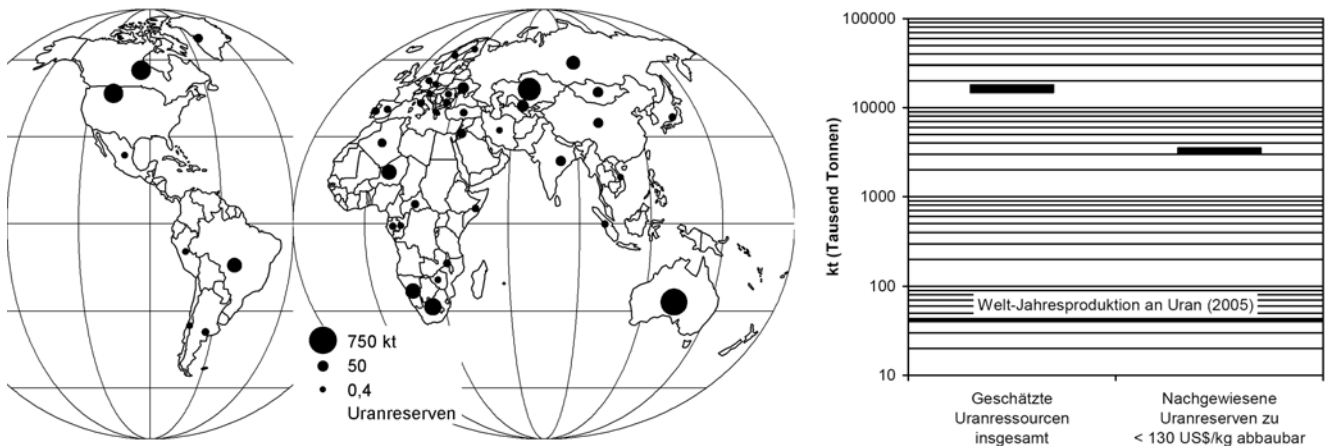 750 kt
50
0,4
Uranreserven
kt (Tausend Tonnen)
100000
10000
1000
100
10
Welt-Jahresproduktion an Uran (2005)
Geschätzte
Uranressourcen
insgesamt
Nachgewiesene
Uranreserven zu
< 130 US$/kg abbaubar